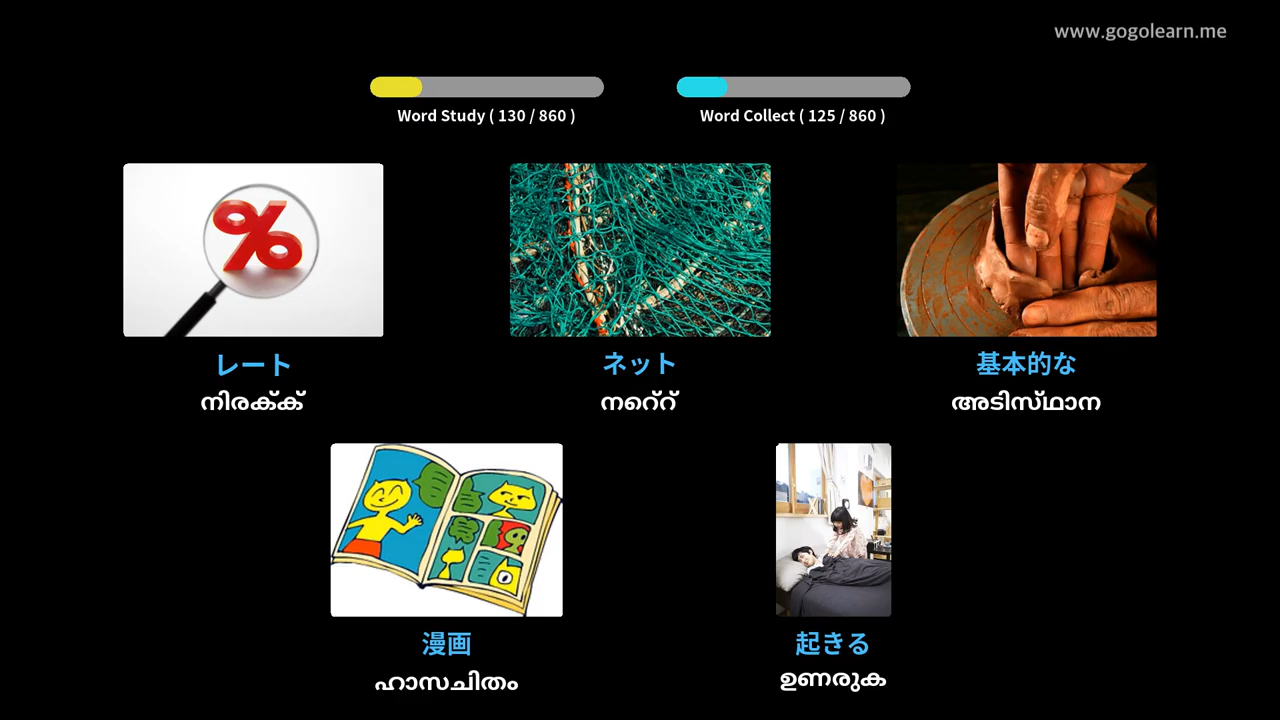 www.gogolearn.me
Word Study ( 130 / 860 )
Word Collect ( 125 / 860 )
%
レート
ネット
基本的な
നിരക്ക്
നെറ്റ്
അടിസ്ഥാന
漫画
起きる
ഹാസചിതം
ഉണരുക